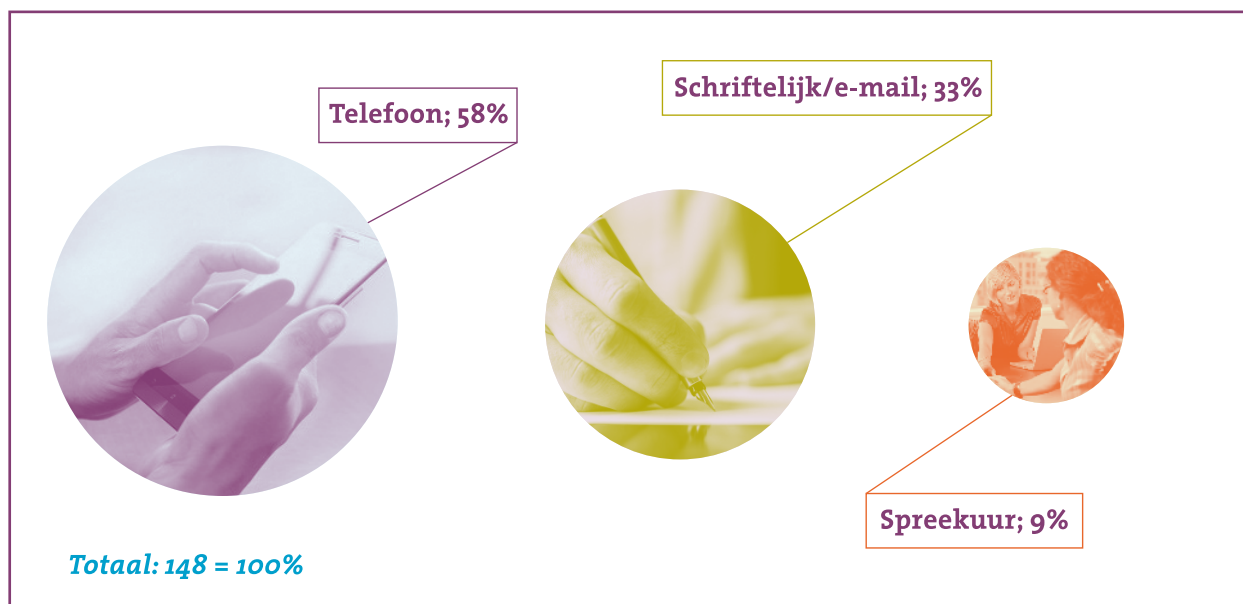 Telefoon; 58%
Schriftelijk/e-mail; 33%
Spreekuur; 9%
Totaal: 148 = 100%